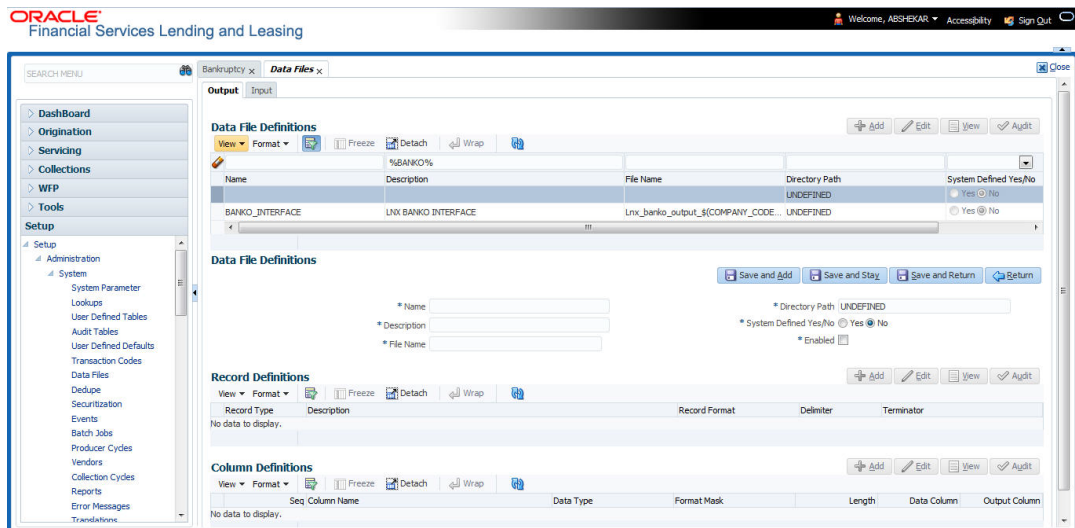 ORACLE
Financial Services Lending and Leasing
Welcome, ABSHEKAR Accessibility Sign Out
SEARCH MENU
Bankruptcy x Data Files x
Close
Output Input
DashBoard
Origination
Servicing
Collections
WFP
Tools
Setup
Setup
Administration
System
System Parameter
Lookups
User Defined Tables
Audit Tables
User Defined Defaults
Transaction Codes
Data Files
Dedupe
Securitization
Events
Batch Jobs
Producer Cycles
Vendors
Collection Cycles
Reports
Error Messages
Translations
Data File Definitions
Add Edit View Audit
View Format Freeze Detach Wrap
%BANKO%
Name Description File Name Directory Path System Defined Yes/No
UNDEFINED Yes No
BANKO_INTERFACE LNX BANKO INTERFACE Lnx_banko_output_$(COMPANY_CODE... UNDEFINED Yes No
Data File Definitions
Save and Add Save and Stay Save and Return Return
* Name
* Description
* File Name
* Directory Path UNDEFINED
* System Defined Yes/No Yes No
* Enabled
Record Definitions
Add Edit View Audit
View Format Freeze Detach Wrap
Record Type Description Record Format Delimiter Terminator
No data to display.
Column Definitions
Add Edit View Audit
View Format Freeze Detach Wrap
Seq Column Name Data Type Format Mask Length Data Column Output Column
No data to display.